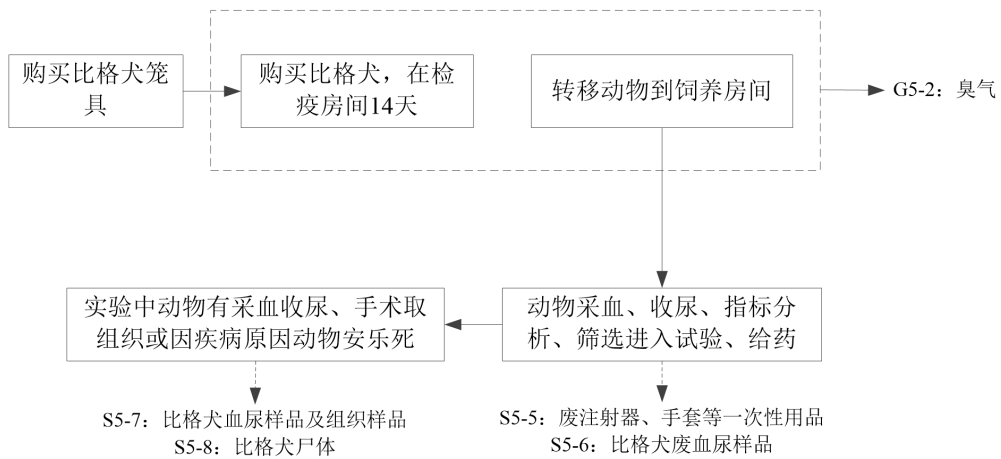 购买比格犬笼
具
购买比格犬，在检
疫房间14天
转移动物到饲养房间
G5-2：臭气
实验中动物有采血收尿、手术取
组织或因疾病原因动物安乐死
动物采血、收尿、指标分
析、筛选进入试验、给药
S5-7：比格犬血尿样品及组织样品
S5-8：比格犬尸体
S5-5：废注射器、手套等一次性用品
S5-6：比格犬废血尿样品